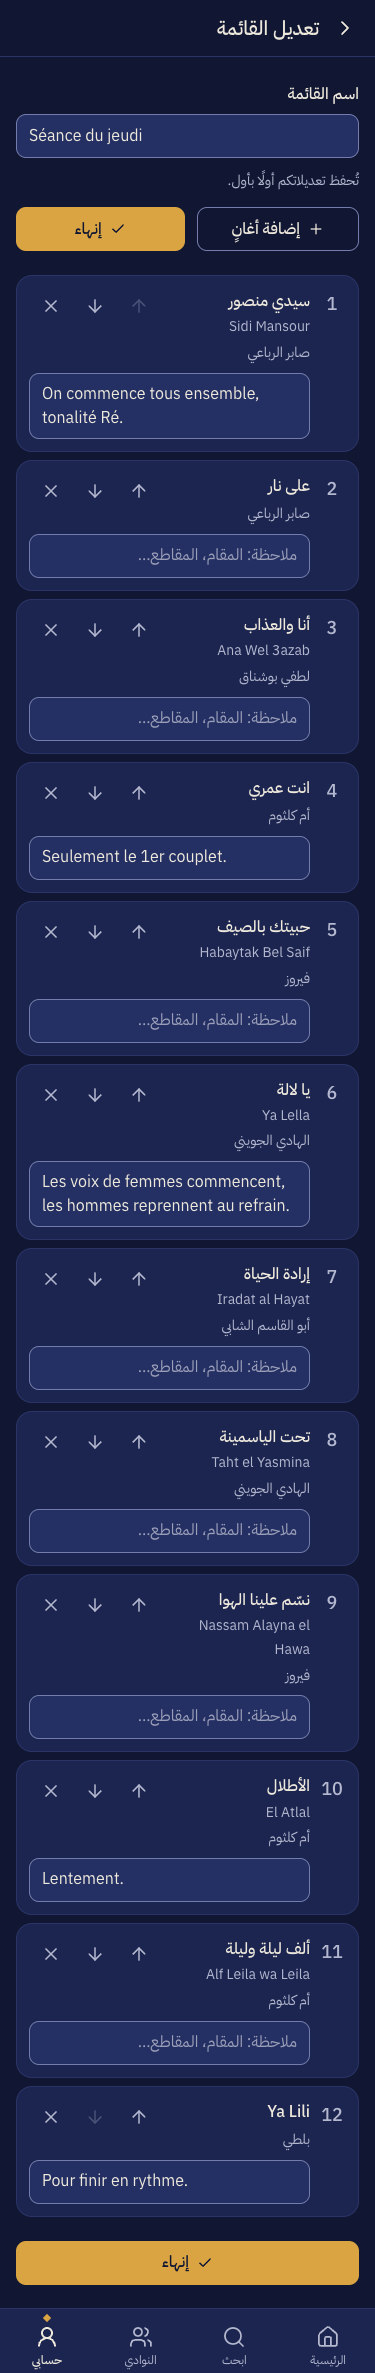 تعديل القائمة
اسم القائمة
Séance du jeudi
تُحفظ تعديلاتكم أولًا بأول.
إضافة أغانٍ
إنهاء
1
سيدي منصور
Sidi Mansour
صابر الرباعي
On commence tous ensemble,
tonalité Ré.
2
على نار
صابر الرباعي
ملاحظة: المقام، المقاطع...
3
أنا والعذاب
Ana Wel 3azab
لطفي بوشناق
ملاحظة: المقام، المقاطع...
4
انت عمري
أم كلثوم
Seulement le 1er couplet.
5
حبيتك بالصيف
Habaytak Bel Saif
فيروز
ملاحظة: المقام، المقاطع...
6
يا لالة
Ya Lella
الهادي الجويني
Les voix de femmes commencent,
les hommes reprennent au refrain.
7
إرادة الحياة
Iradat al Hayat
أبو القاسم الشابي
ملاحظة: المقام، المقاطع...
8
تحت الياسمينة
Taht el Yasmina
الهادي الجويني
ملاحظة: المقام، المقاطع...
9
نسّم علينا الهوا
Nassam Alayna el
Hawa
فيروز
ملاحظة: المقام، المقاطع...
10
الأطلال
El Atlal
أم كلثوم
Lentement.
11
ألف ليلة وليلة
Alf Leila wa Leila
أم كلثوم
ملاحظة: المقام، المقاطع...
12
Ya Lili
بلطي
Pour finir en rythme.
إنهاء
الرئيسية
ابحث
النوادي
حسابي